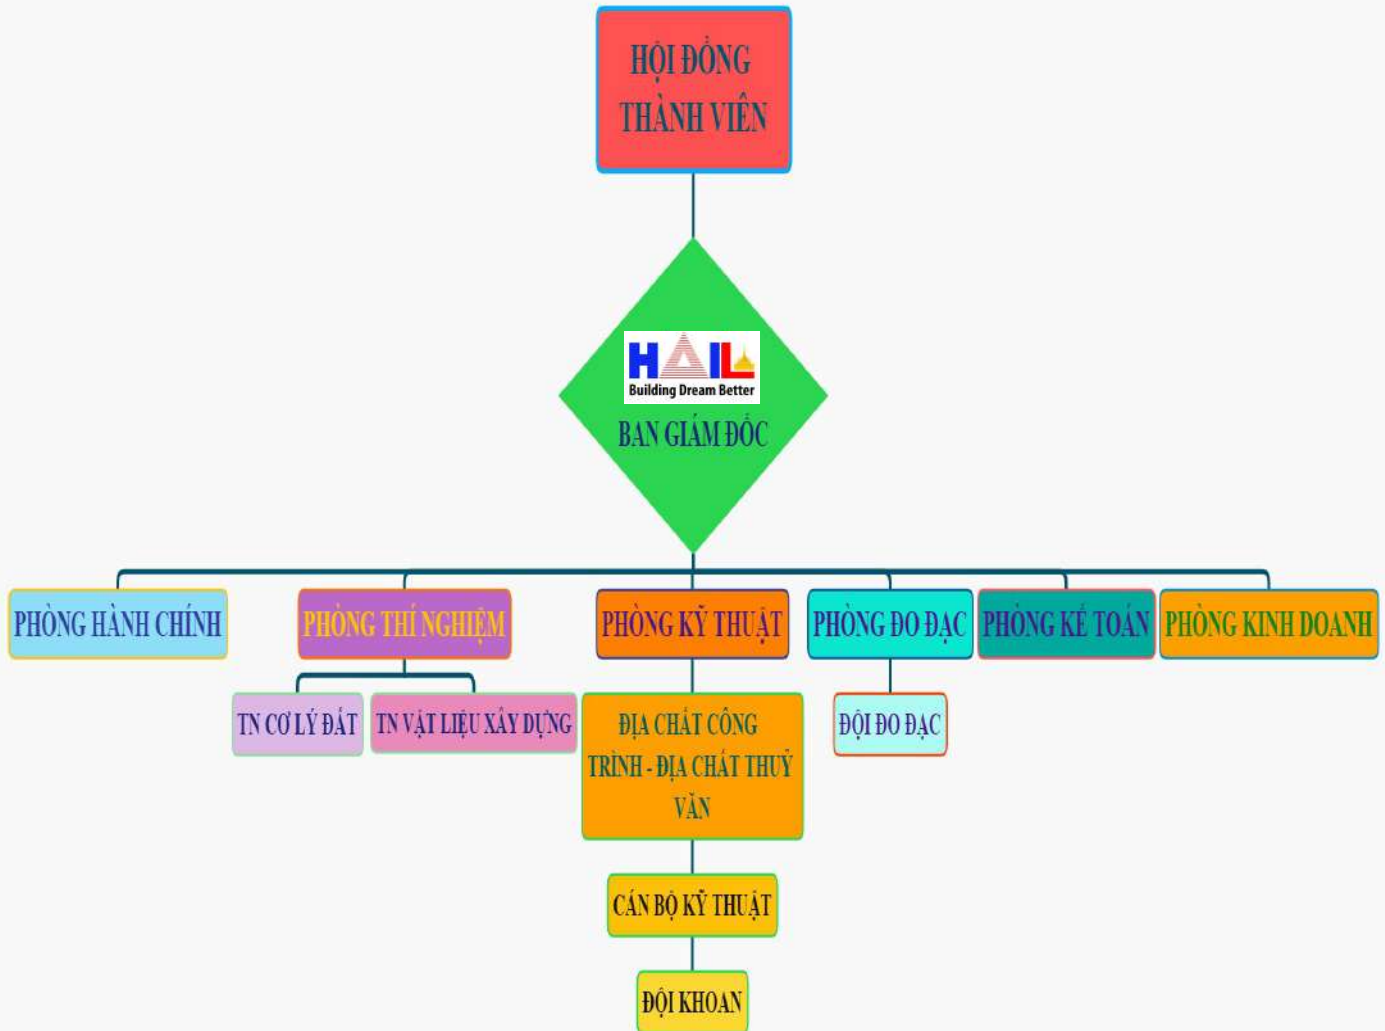 HỘI ĐỒNG
THÀNH VIÊN
HAIL
Building Dream Better
BAN GIÁM ĐỐC
PHÒNG HÀNH CHÍNH
PHÒNG THÍ NGHIỆM
PHÒNG KỸ THUẬT
PHÒNG ĐO ĐẠC
PHÒNG KẾ TOÁN
PHÒNG KINH DOANH
TN CƠ LÝ ĐẤT
TN VẬT LIỆU XÂY DỰNG
ĐỊA CHẤT CÔNG
TRÌNH - ĐỊA CHẤT THUỶ
VĂN
ĐỘI ĐO ĐẠC
CÁN BỘ KỸ THUẬT
ĐỘI KHOAN